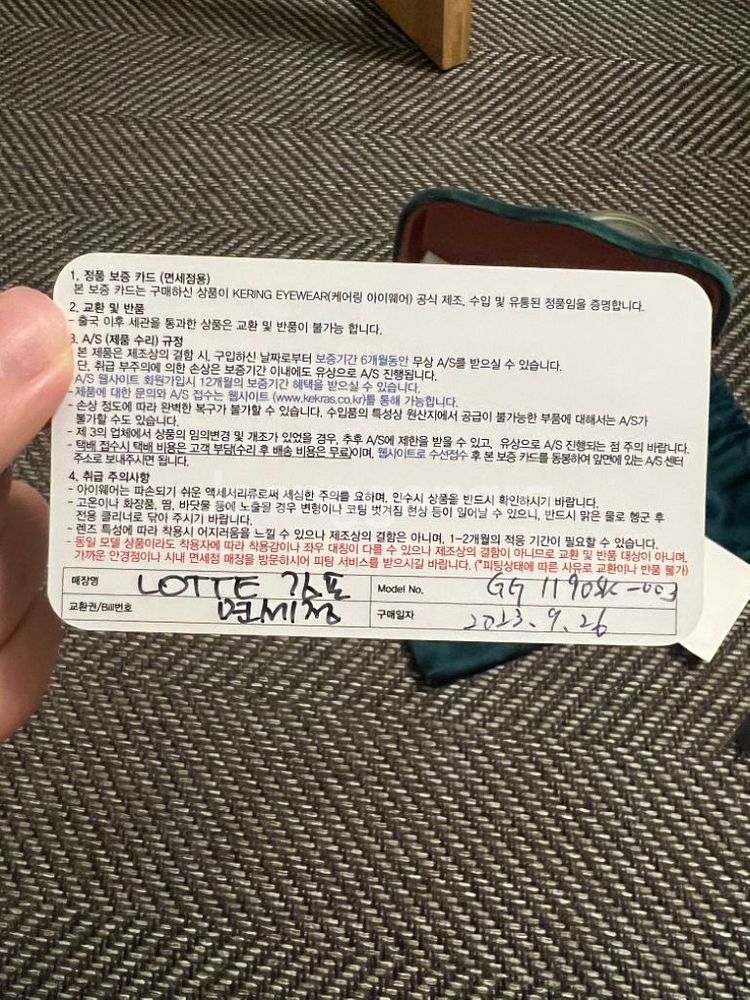 1. 정품 보증 카드 (면세점용)
본 보증 카드는 구매하신 상품이 KERING EYEWEAR(케어링 아이웨어) 공식 제조, 수입 및 유통된 정품임을 증명합니다.
2. 교환 및 반품
- 출국 이후 세관을 통과한 상품은 교환 및 반품이 불가능 합니다.
3. A/S (제품 수리) 규정
본 제품은 제조상의 결함 시, 구입하신 날짜로부터 보증기간 6개월동안 무상 A/S를 받으실 수 있습니다.
단, 취급 부주의에 의한 손상은 보증기간 이내에도 유상으로 A/S 진행됩니다.
- A/S 웹사이트 회원가입시 12개월의 보증기간 혜택을 받으실 수 있습니다.
- 제품에 대한 문의와 A/S 접수는 웹사이트 (www.kekras.co.kr)를 통해 가능합니다.
- 손상 정도에 따라 완벽한 복구가 불가할 수 있습니다. 수입품의 특성상 원산지에서 공급이 불가능한 부품에 대해서는 A/S가
불가할 수도 있습니다.
- 제 3의 업체에서 상품의 임의변경 및 개조가 있었을 경우, 추후 A/S에 제한을 받을 수 있고, 유상으로 A/S 진행되는 점 주의 바랍니다.
- 택배 접수시 택배 비용은 고객 부담(수리 후 배송 비용은 무료)이며, 웹사이트로 수선접수 후 본 보증 카드를 동봉하여 앞면에 있는 A/S 센터
주소로 보내주시면 됩니다.
4. 취급 주의사항
- 아이웨어는 파손되기 쉬운 액세서리류로써 세심한 주의를 요하며, 인수시 상품을 반드시 확인하시기 바랍니다.
- 고온이나 화장품, 땀, 바닷물 등에 노출될 경우 변형이나 코팅 벗겨짐 현상 등이 일어날 수 있으니, 반드시 맑은 물로 헹군 후
전용 클리너로 닦아 주시기 바랍니다.
- 렌즈 특성에 따라 착용시 어지러움을 느낄 수 있으나 제조상의 결함은 아니며, 1-2개월의 적응 기간이 필요할 수 있습니다.
- 동일 모델 상품이라도 착용자에 따라 착용감이나 좌우 대칭이 다를 수 있으나 제조상의 결함이 아니므로 교환 및 반품 대상이 아니며,
가까운 안경점이나 시내 면세점 매장을 방문하시어 피팅 서비스를 받으시길 바랍니다. (*피팅상태에 따른 사유로 교환이나 반품 불가)
매장명 LOTTE 김포 면세점
Model No. GG 1190SK-003
교환권/Bill번호
구매일자 2023. 9. 26